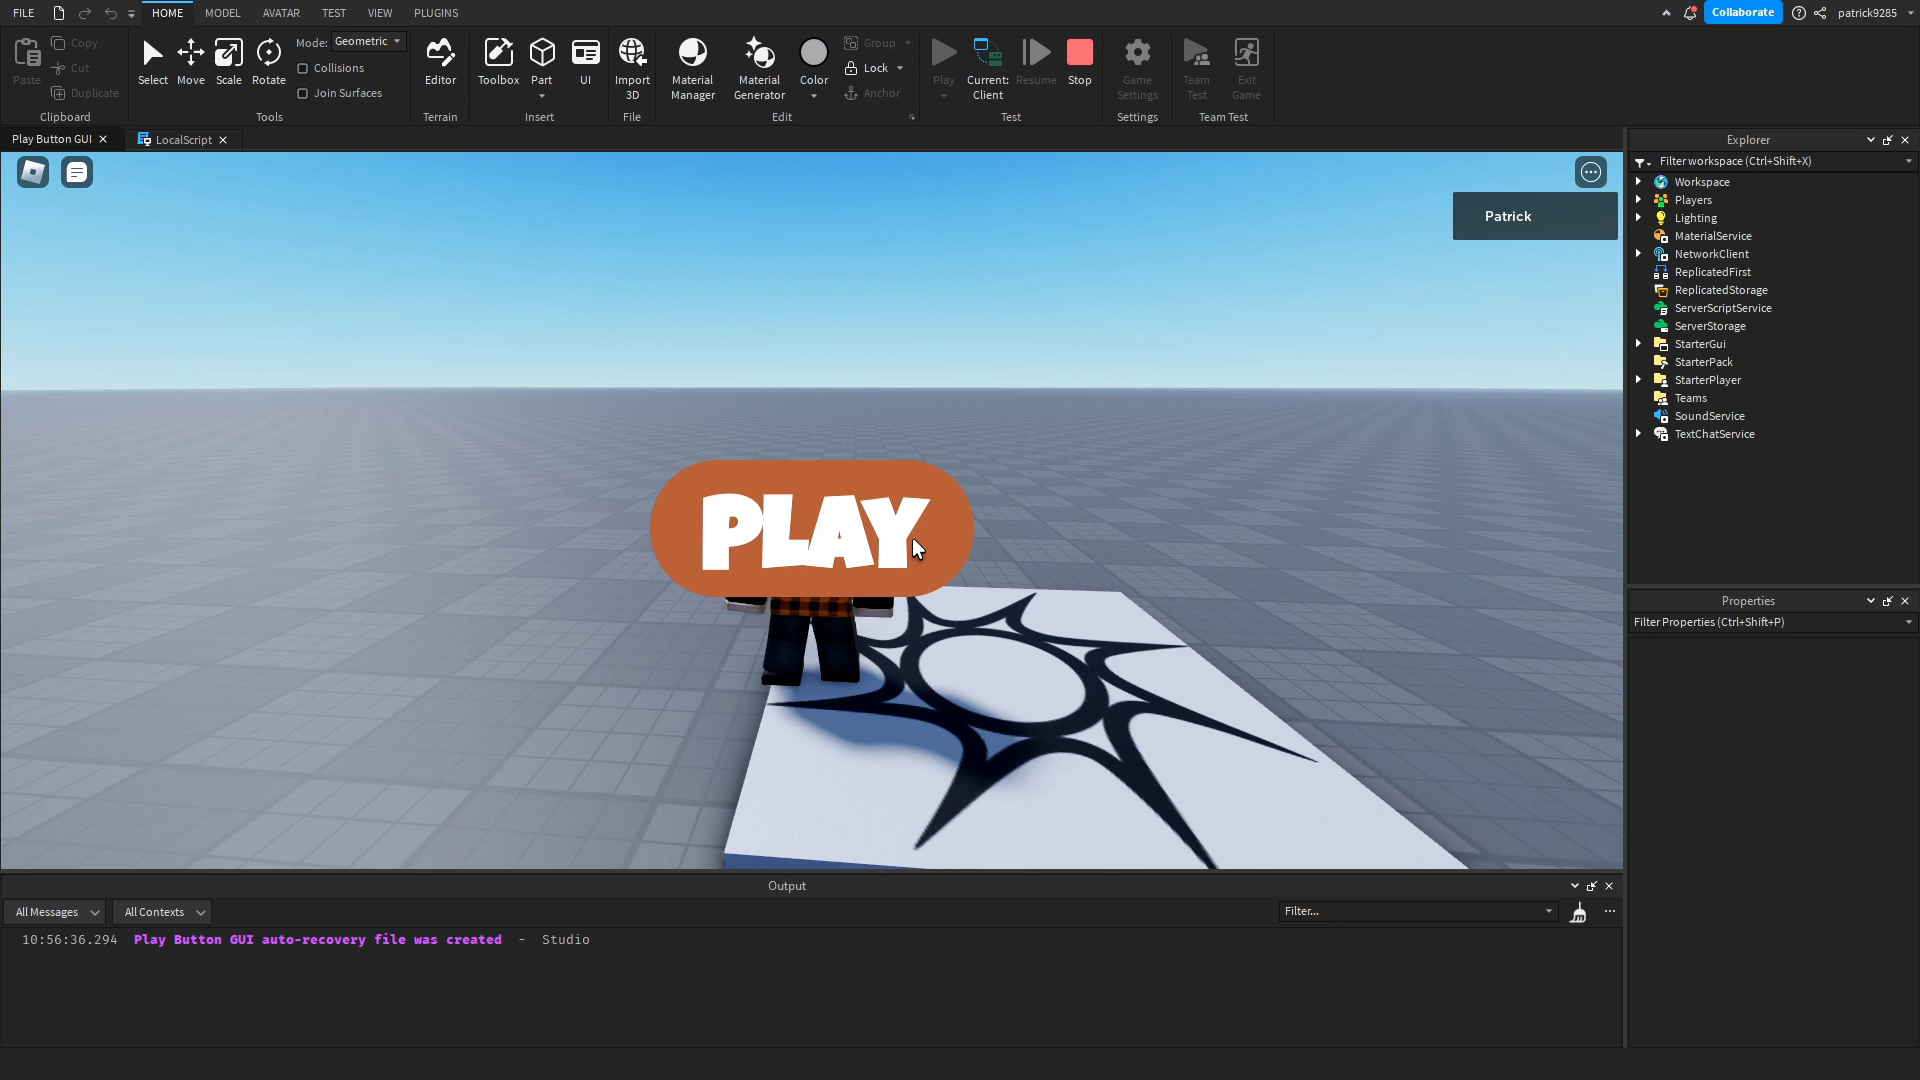 FILE HOME MODEL AVATAR TEST VIEW PLUGINS Collaborate patrick9285
Paste Copy Cut Duplicate
Clipboard
Select Move Scale Rotate
Mode: Geometric
Collisions
Join Surfaces
Tools
Editor
Terrain
Toolbox Part UI
Insert
Import 3D
File
Material Manager
Material Generator
Color
Group
Lock
Anchor
Edit
Play
Current: Client
Resume Stop
Test
Game Settings
Settings
Team Test
Exit Game
Team Test
Play Button GUI LocalScript
Patrick
PLAY
Explorer
Filter workspace (Ctrl+Shift+X)
Workspace
Players
Lighting
MaterialService
NetworkClient
ReplicatedFirst
ReplicatedStorage
ServerScriptService
ServerStorage
StarterGui
StarterPack
StarterPlayer
Teams
SoundService
TextChatService
Properties
Filter Properties (Ctrl+Shift+P)
Output
All Messages All Contexts Filter...
10:56:36.294 Play Button GUI auto-recovery file was created - Studio